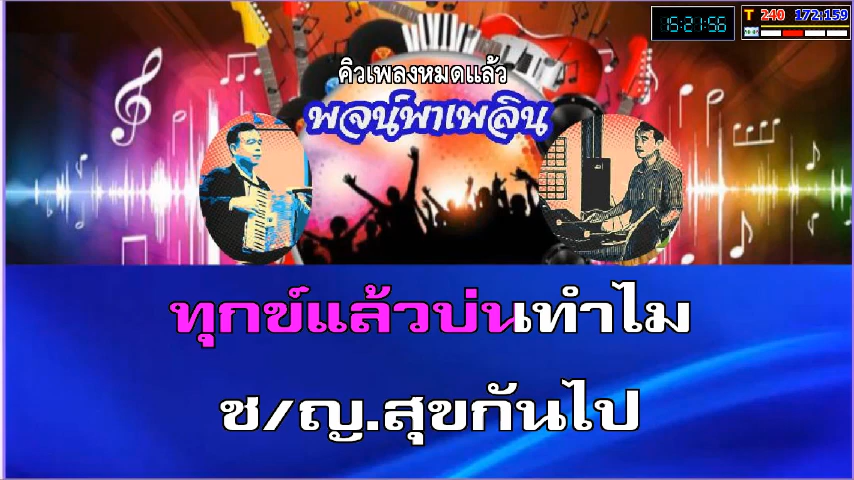 15:21:56
T 240 172:159
คิวเพลงหมดแล้ว
พจน์พาเพลิน
ทุกข์แล้วบ่นทำไม
ช/ญ.สุขกันไป